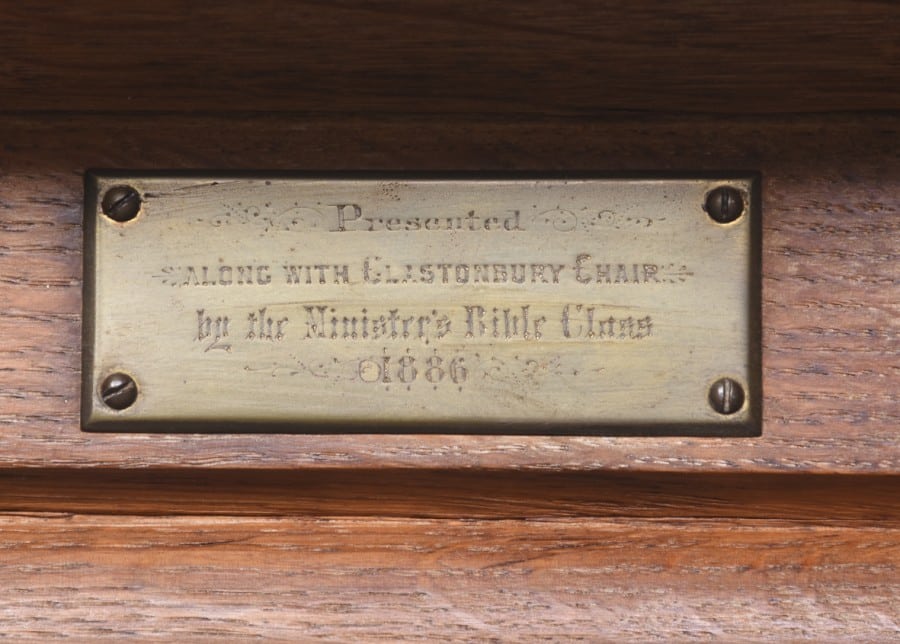 Presented
ALONG WITH GLASTONBURY CHAIR
by the Minister's Bible Class
1886